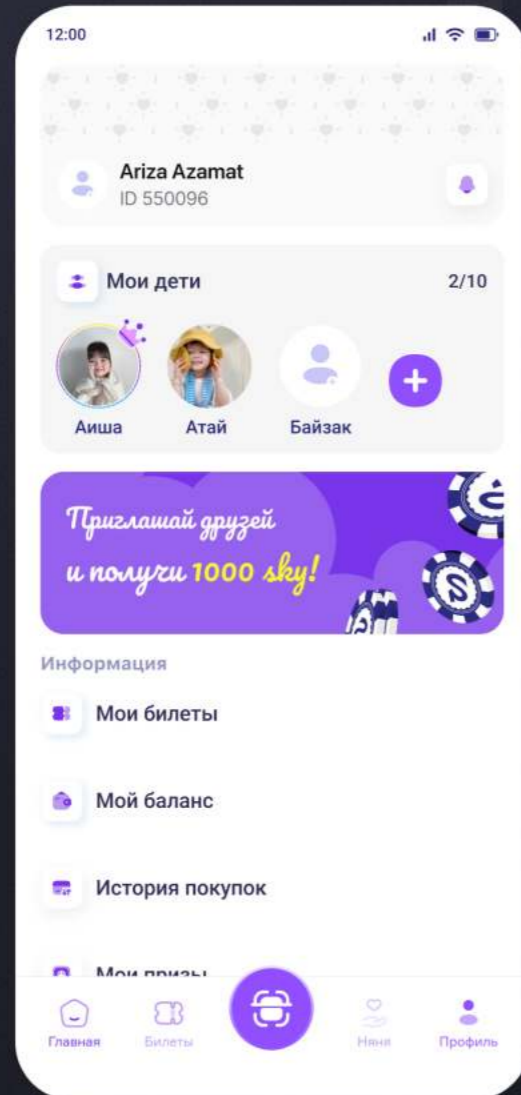 12:00
Ariza Azamat
ID 550096
Мои дети
2/10
Аиша
Атай
Байзак
Приглашай друзей
и получи 1000 sky!
S
Информация
Мои билеты
Мой баланс
История покупок
Мои призы
Главная
Билеты
Няня
Профиль